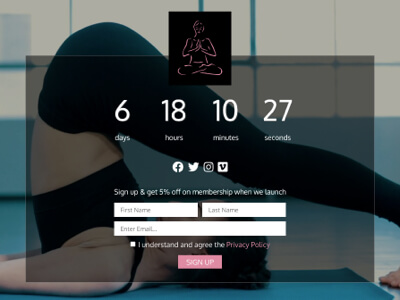 6 18 10 27
days hours minutes seconds
Sign up & get 5% off on membership when we launch
First Name Last Name
Enter Email...
I understand and agree the Privacy Policy
SIGN UP